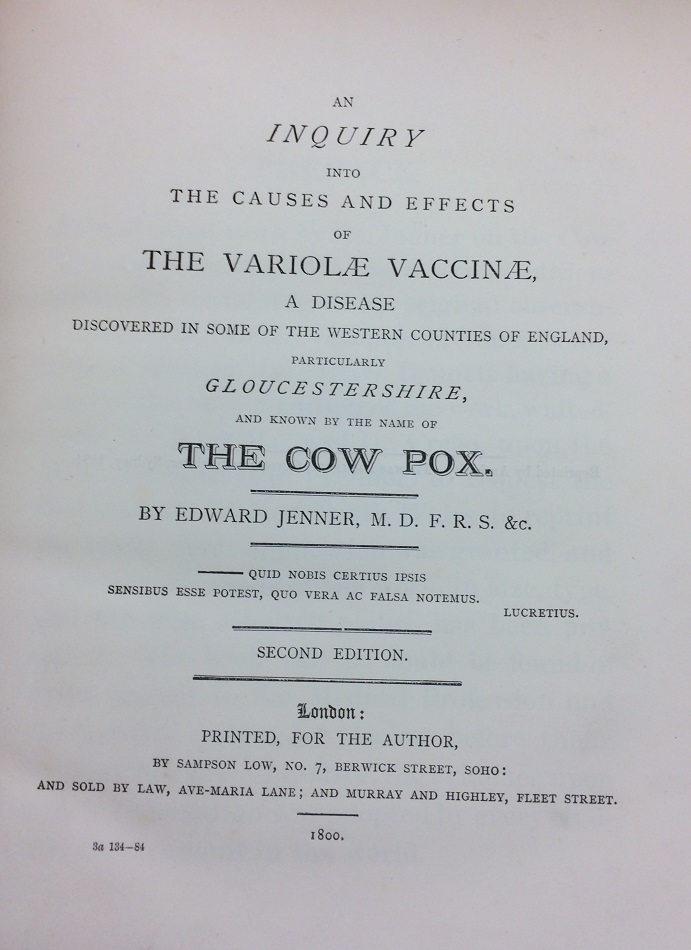 AN
INQUIRY
INTO
THE CAUSES AND EFFECTS
OF
THE VARIOLÆ VACCINÆ,
A DISEASE
DISCOVERED IN SOME OF THE WESTERN COUNTIES OF ENGLAND,
PARTICULARLY
GLOUCESTERSHIRE,
AND KNOWN BY THE NAME OF
THE COW POX.
BY EDWARD JENNER, M. D. F. R. S. &c.
—— QUID NOBIS CERTIUS IPSIS
SENSIBUS ESSE POTEST, QUO VERA AC FALSA NOTEMUS.
LUCRETIUS.
SECOND EDITION.
London:
PRINTED, FOR THE AUTHOR,
BY SAMPSON LOW, NO. 7, BERWICK STREET, SOHO:
AND SOLD BY LAW, AVE-MARIA LANE; AND MURRAY AND HIGHLEY, FLEET STREET.
1800.
3a 134—84